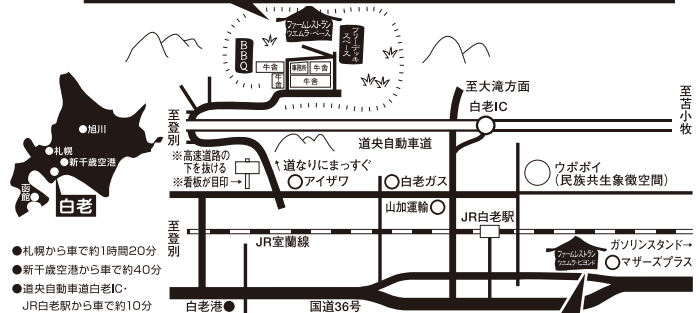 ファームレストラン
ウエムラ・ベース
フリーデッキ
スペース
BBQ
牛舎
事務所
牛舎
牛舎
牛舎
至大滝方面
白老IC
至苫小牧
至登別
道央自動車道
旭川
札幌
新千歳空港
函館
白老
※高速道路の
下を抜ける
※看板が目印→
↑道なりにまっすぐ
アイザワ
白老ガス
ウポポイ
(民族共生象徴空間)
山加運輸
JR白老駅
至登別
JR室蘭線
ガソリンスタンド→
ファームレストラン
ウエムラ・ビヨンド
マザーズプラス
●札幌から車で約1時間20分
●新千歳空港から車で約40分
●道央自動車道白老IC・
JR白老駅から車で約10分
白老港
国道36号